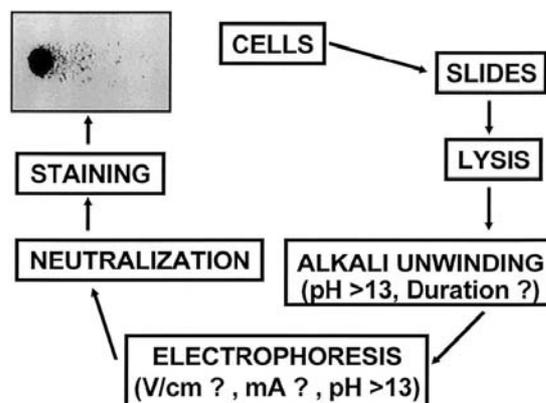 CELLS
SLIDES
LYSIS
ALKALI UNWINDING
(pH >13, Duration ?)
ELECTROPHORESIS
(V/cm ? , mA ? , pH >13)
NEUTRALIZATION
STAINING